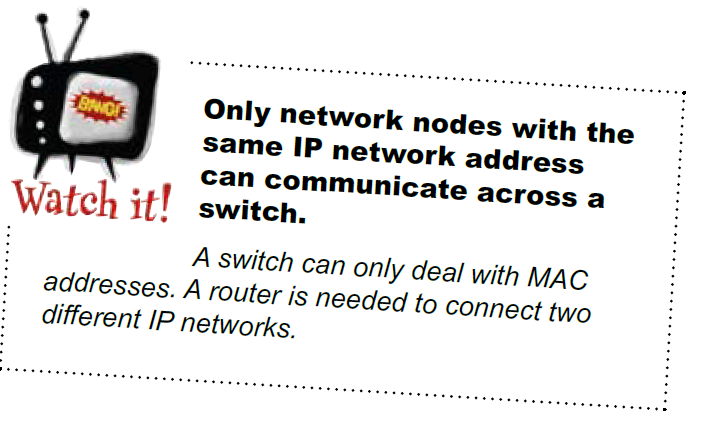 BANG!
Watch it!
Only network nodes with the
same IP network address
can communicate across a
switch.
A switch can only deal with MAC
addresses. A router is needed to connect two
different IP networks.